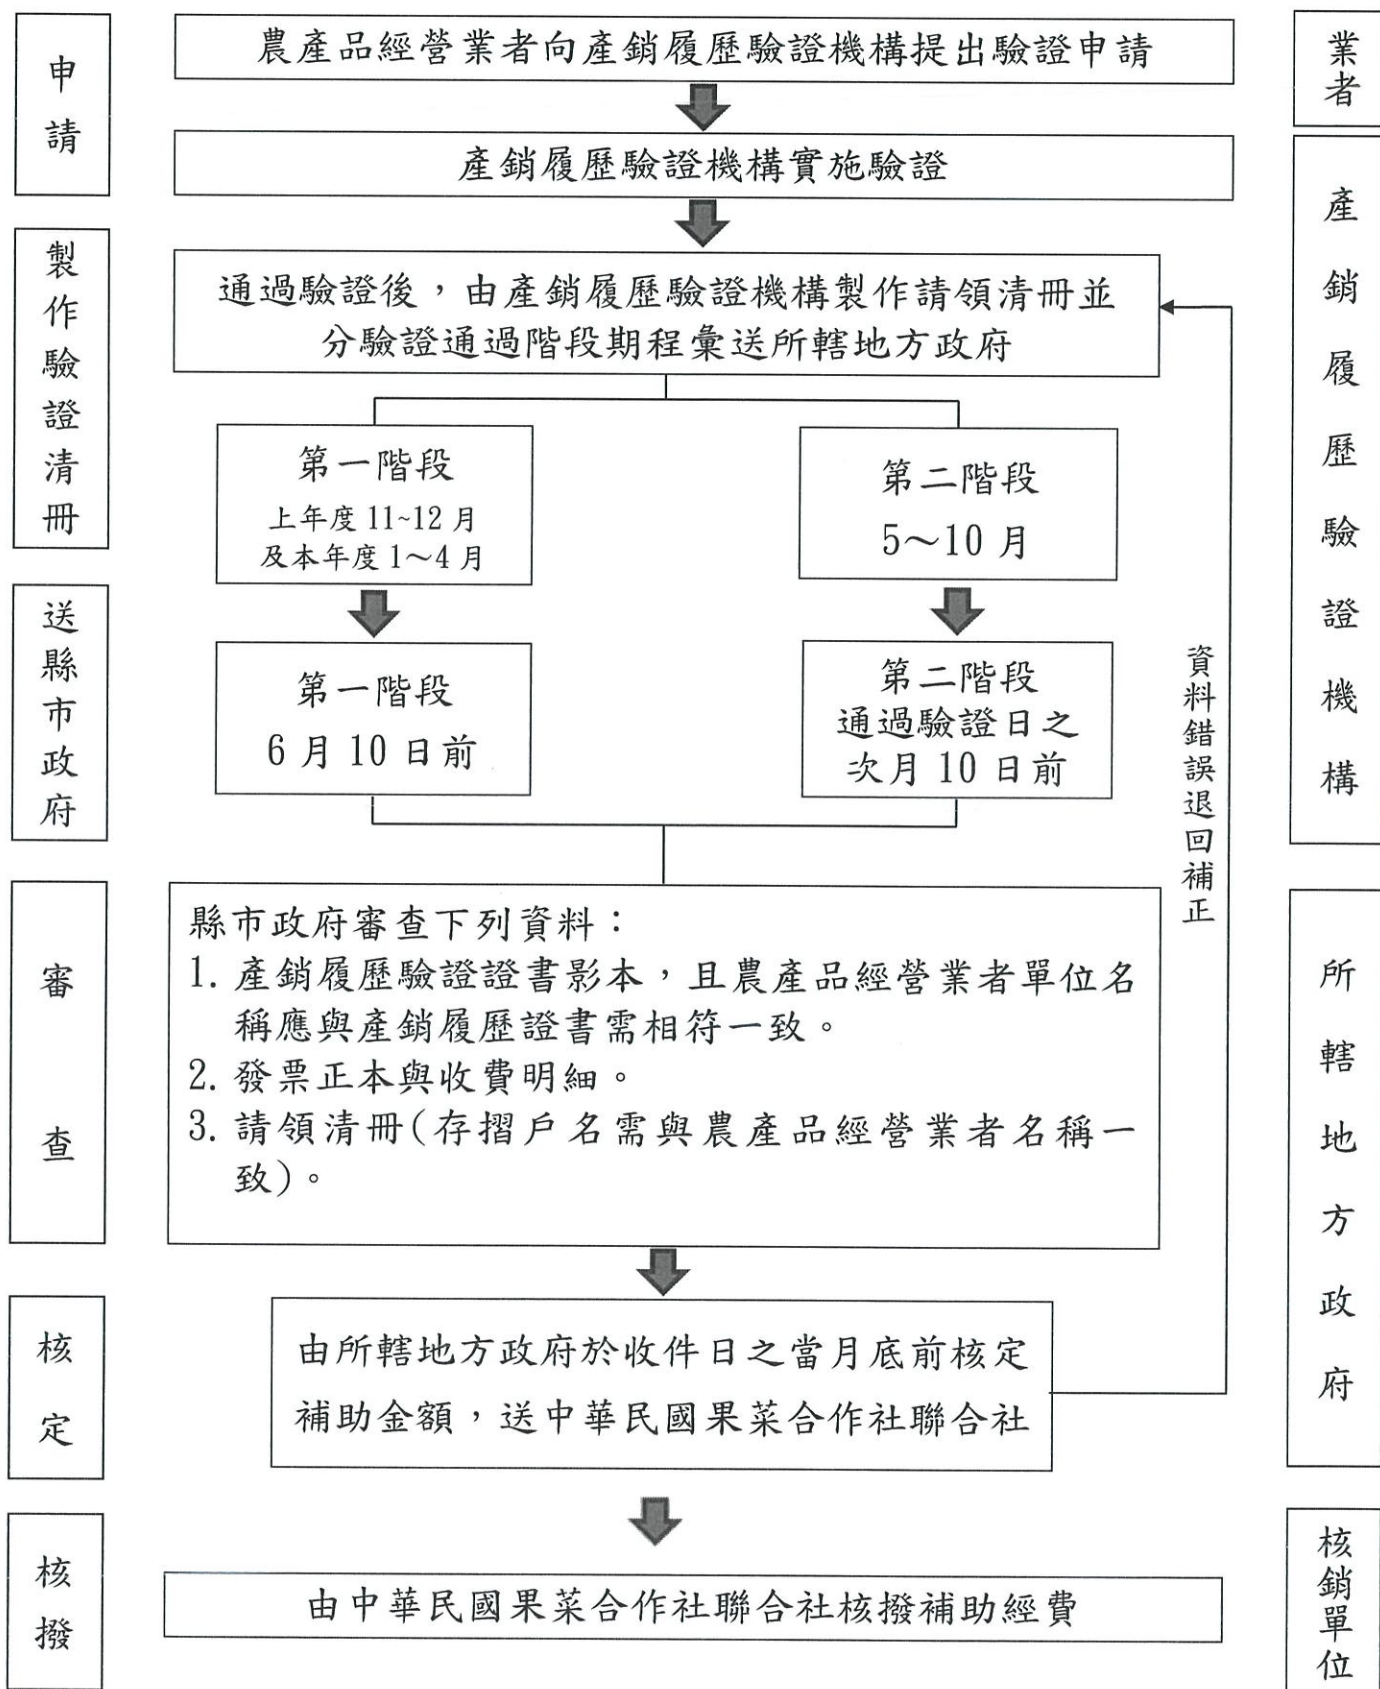 申請
農產品經營業者向產銷履歷驗證機構提出驗證申請
業者
產銷履歷驗證機構實施驗證
產銷履歷驗證機構
製作驗證清冊
通過驗證後，由產銷履歷驗證機構製作請領清冊並
分驗證通過階段期程彙送所轄地方政府
第一階段
上年度 11~12 月
及本年度 1～4 月
第二階段
5～10 月
送縣市政府
第一階段
6 月 10 日前
第二階段
通過驗證日之
次月 10 日前
資料錯誤退回補正
審查
縣市政府審查下列資料：
1. 產銷履歷驗證證書影本，且農產品經營業者單位名
稱應與產銷履歷證書需相符一致。
2. 發票正本與收費明細。
3. 請領清冊(存摺戶名需與農產品經營業者名稱一
致)。
所轄地方政府
核定
由所轄地方政府於收件日之當月底前核定
補助金額，送中華民國果菜合作社聯合社
核撥
由中華民國果菜合作社聯合社核撥補助經費
核銷單位